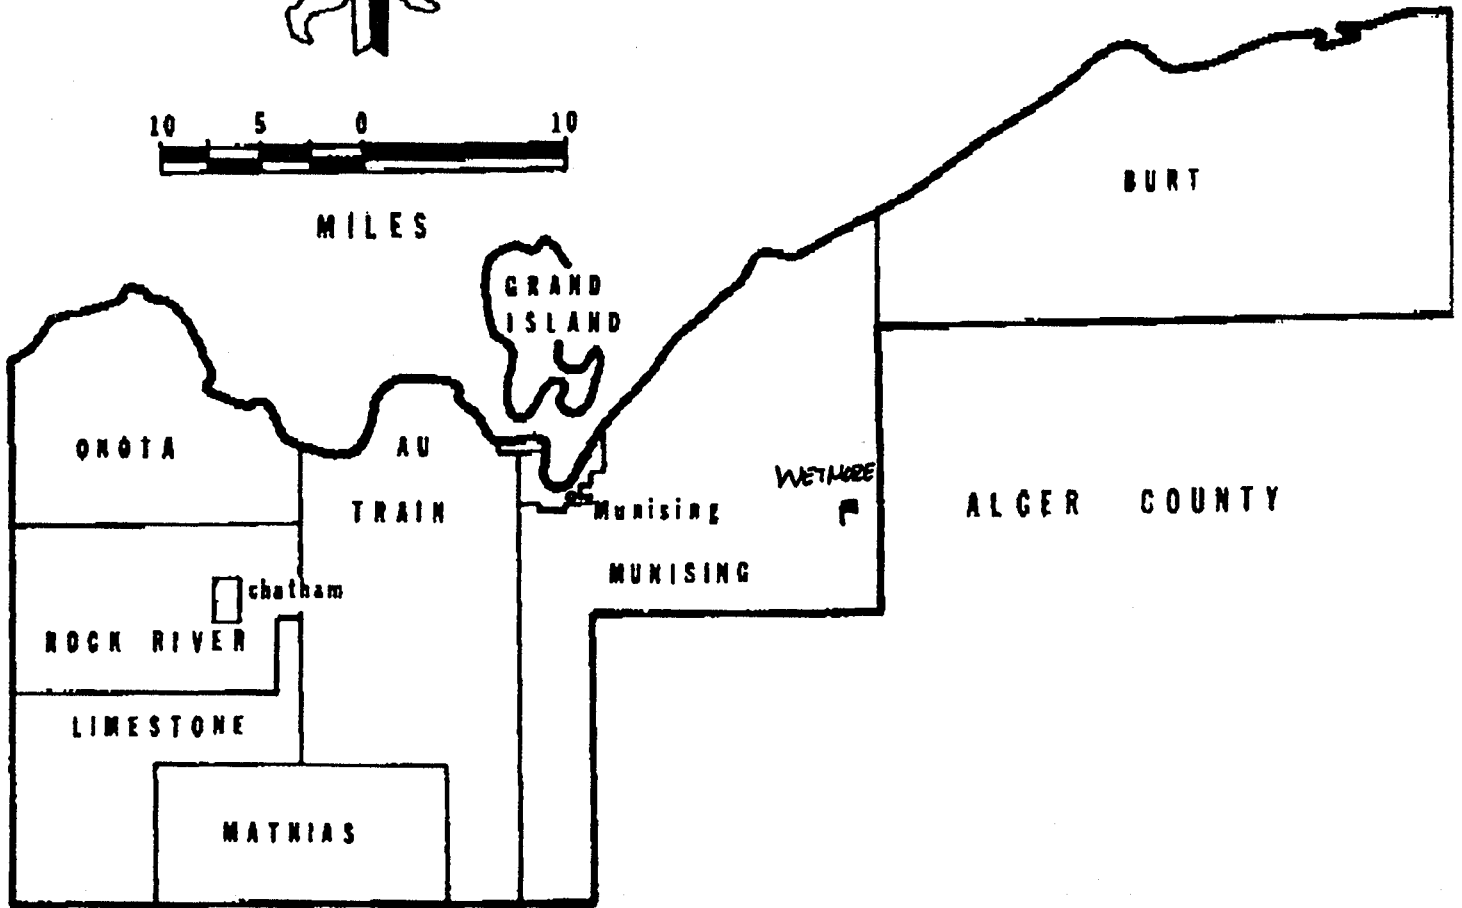 10 5 0 10
MILES
BURT
GRAND
ISLAND
ONOTA
AU
TRAIN
WETMORE
Munising
ALGER COUNTY
MUNISING
chatham
ROCK RIVER
LIMESTONE
MATHIAS